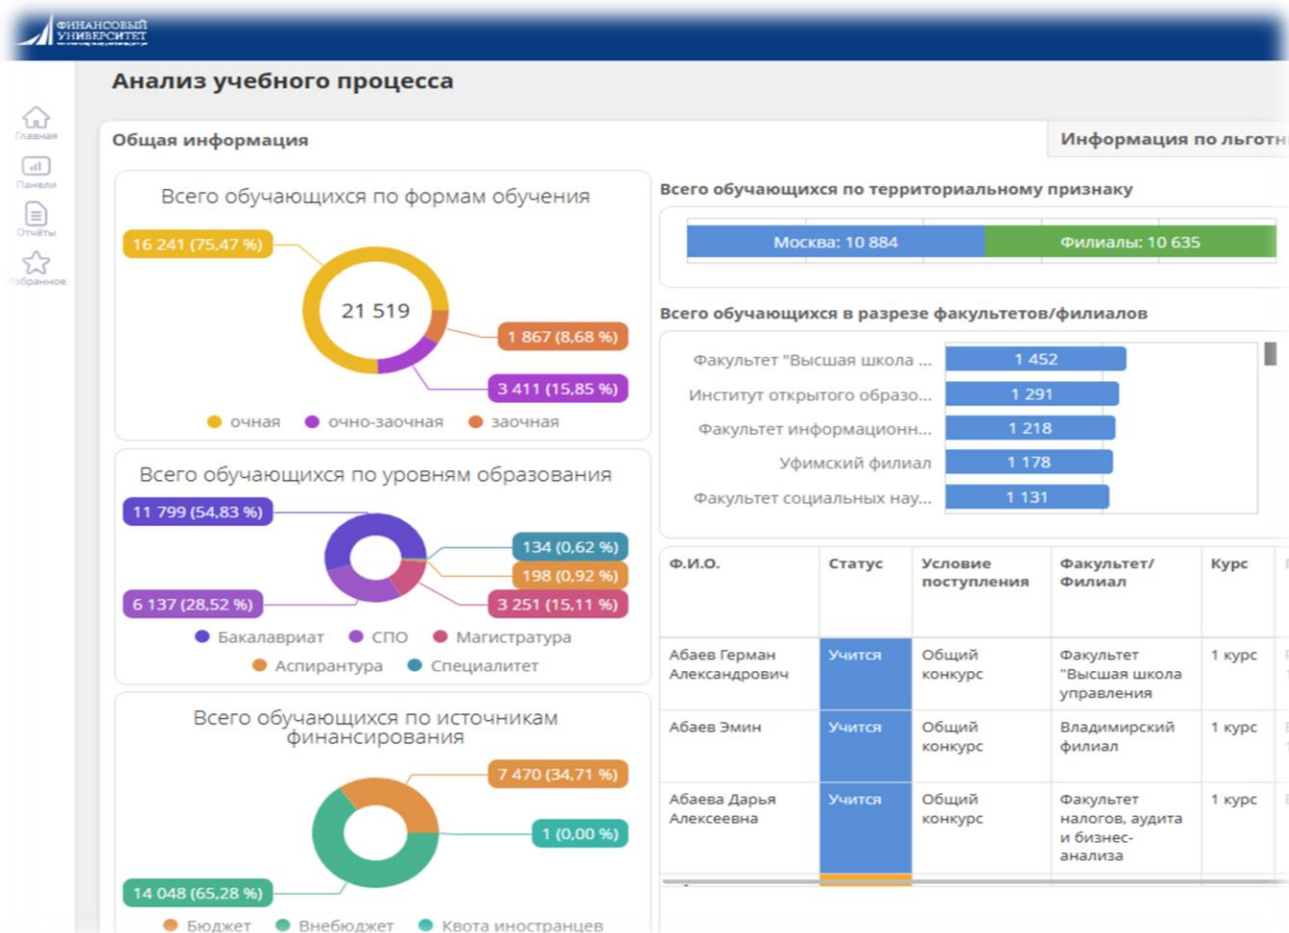 ФИНАНСОВЫЙ
УНИВЕРСИТЕТ
Анализ учебного процесса
Главная
Панели
Отчёты
Избранное
Общая информация
Информация по льготн
Всего обучающихся по формам обучения
16 241 (75,47 %)
21 519
1 867 (8,68 %)
3 411 (15,85 %)
очная
очно-заочная
заочная
Всего обучающихся по уровням образования
11 799 (54,83 %)
134 (0,62 %)
198 (0,92 %)
6 137 (28,52 %)
3 251 (15,11 %)
Бакалавриат
СПО
Магистратура
Аспирантура
Специалитет
Всего обучающихся по источникам
финансирования
7 470 (34,71 %)
1 (0,00 %)
14 048 (65,28 %)
Бюджет
Внебюджет
Квота иностранцев
Всего обучающихся по территориальному признаку
Москва: 10 884
Филиалы: 10 635
Всего обучающихся в разрезе факультетов/филиалов
Факультет "Высшая школа ...
1 452
Институт открытого образо...
1 291
Факультет информационн...
1 218
Уфимский филиал
1 178
Факультет социальных нау...
1 131
Ф.И.О.
Статус
Условие
поступления
Факультет/
Филиал
Курс
Абаев Герман
Александрович
Учится
Общий
конкурс
Факультет
"Высшая школа
управления
1 курс
Абаев Эмин
Учится
Общий
конкурс
Владимирский
филиал
1 курс
Абаева Дарья
Алексеевна
Учится
Общий
конкурс
Факультет
налогов, аудита
и бизнес-
анализа
1 курс